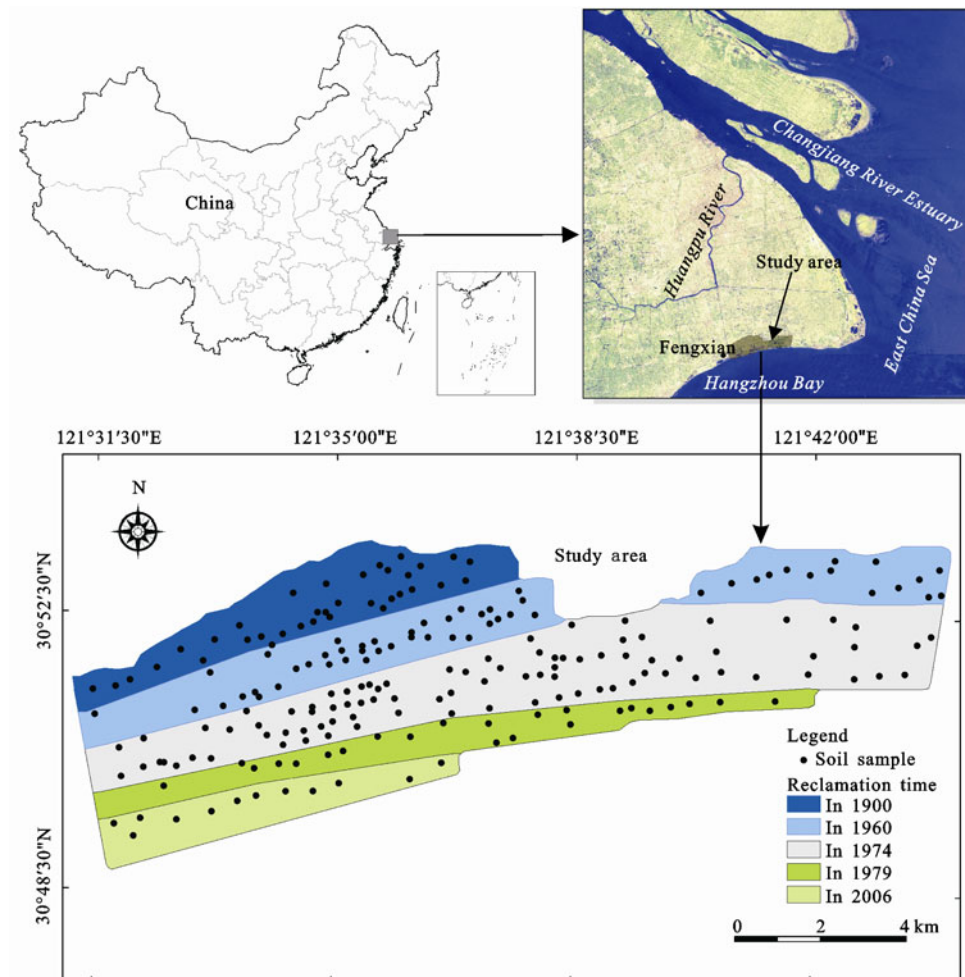 China
Changjiang River Estuary
Huangpu River
Study area
East China Sea
Fengxian
Hangzhou Bay
121°31'30"E
121°35'00"E
121°38'30"E
121°42'00"E
N
Study area
30°52'30"N
30°48'30"N
Legend
Soil sample
Reclamation time
In 1900
In 1960
In 1974
In 1979
In 2006
0 2 4 km